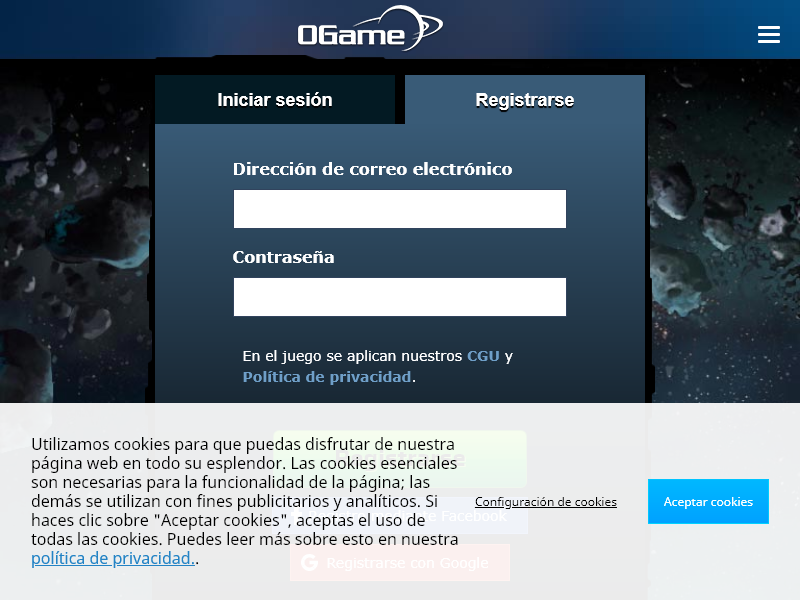 OGame
Iniciar sesión
Registrarse
Dirección de correo electrónico
Contraseña
En el juego se aplican nuestros CGU y
Política de privacidad.
Utilizamos cookies para que puedas disfrutar de nuestra
página web en todo su esplendor. Las cookies esenciales
son necesarias para la funcionalidad de la página; las
demás se utilizan con fines publicitarios y analíticos. Si
haces clic sobre "Aceptar cookies", aceptas el uso de
todas las cookies. Puedes leer más sobre esto en nuestra
política de privacidad..
Configuración de cookies
Aceptar cookies
Facebook
Registrarse con Google